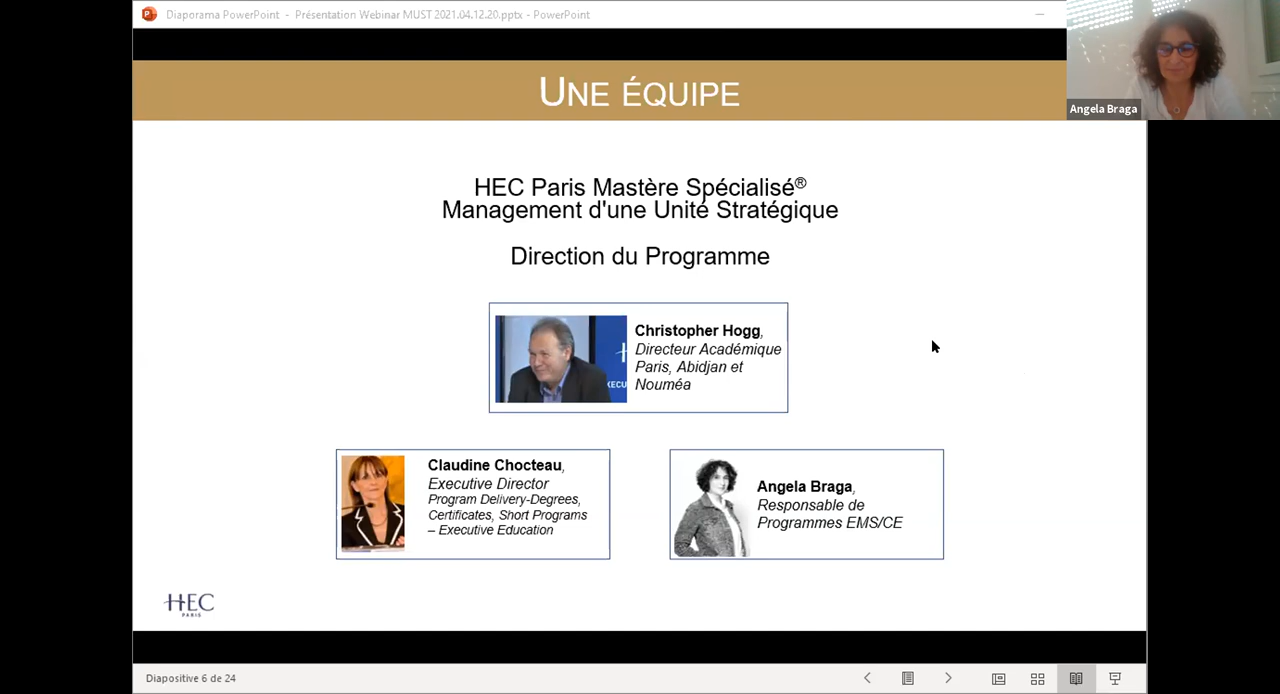 Diaporama PowerPoint - Présentation Webinar MUST 2021.04.12.20.pptx - PowerPoint
Angela Braga
UNE ÉQUIPE
HEC Paris Mastère Spécialisé®
Management d'une Unité Stratégique
Direction du Programme
Christopher Hogg,
Directeur Académique
Paris, Abidjan et
Nouméa
EXECU
Claudine Chocteau,
Executive Director
Program Delivery-Degrees,
Certificates, Short Programs
– Executive Education
Angela Braga,
Responsable de
Programmes EMS/CE
HEC
PARIS
Diapositive 6 de 24